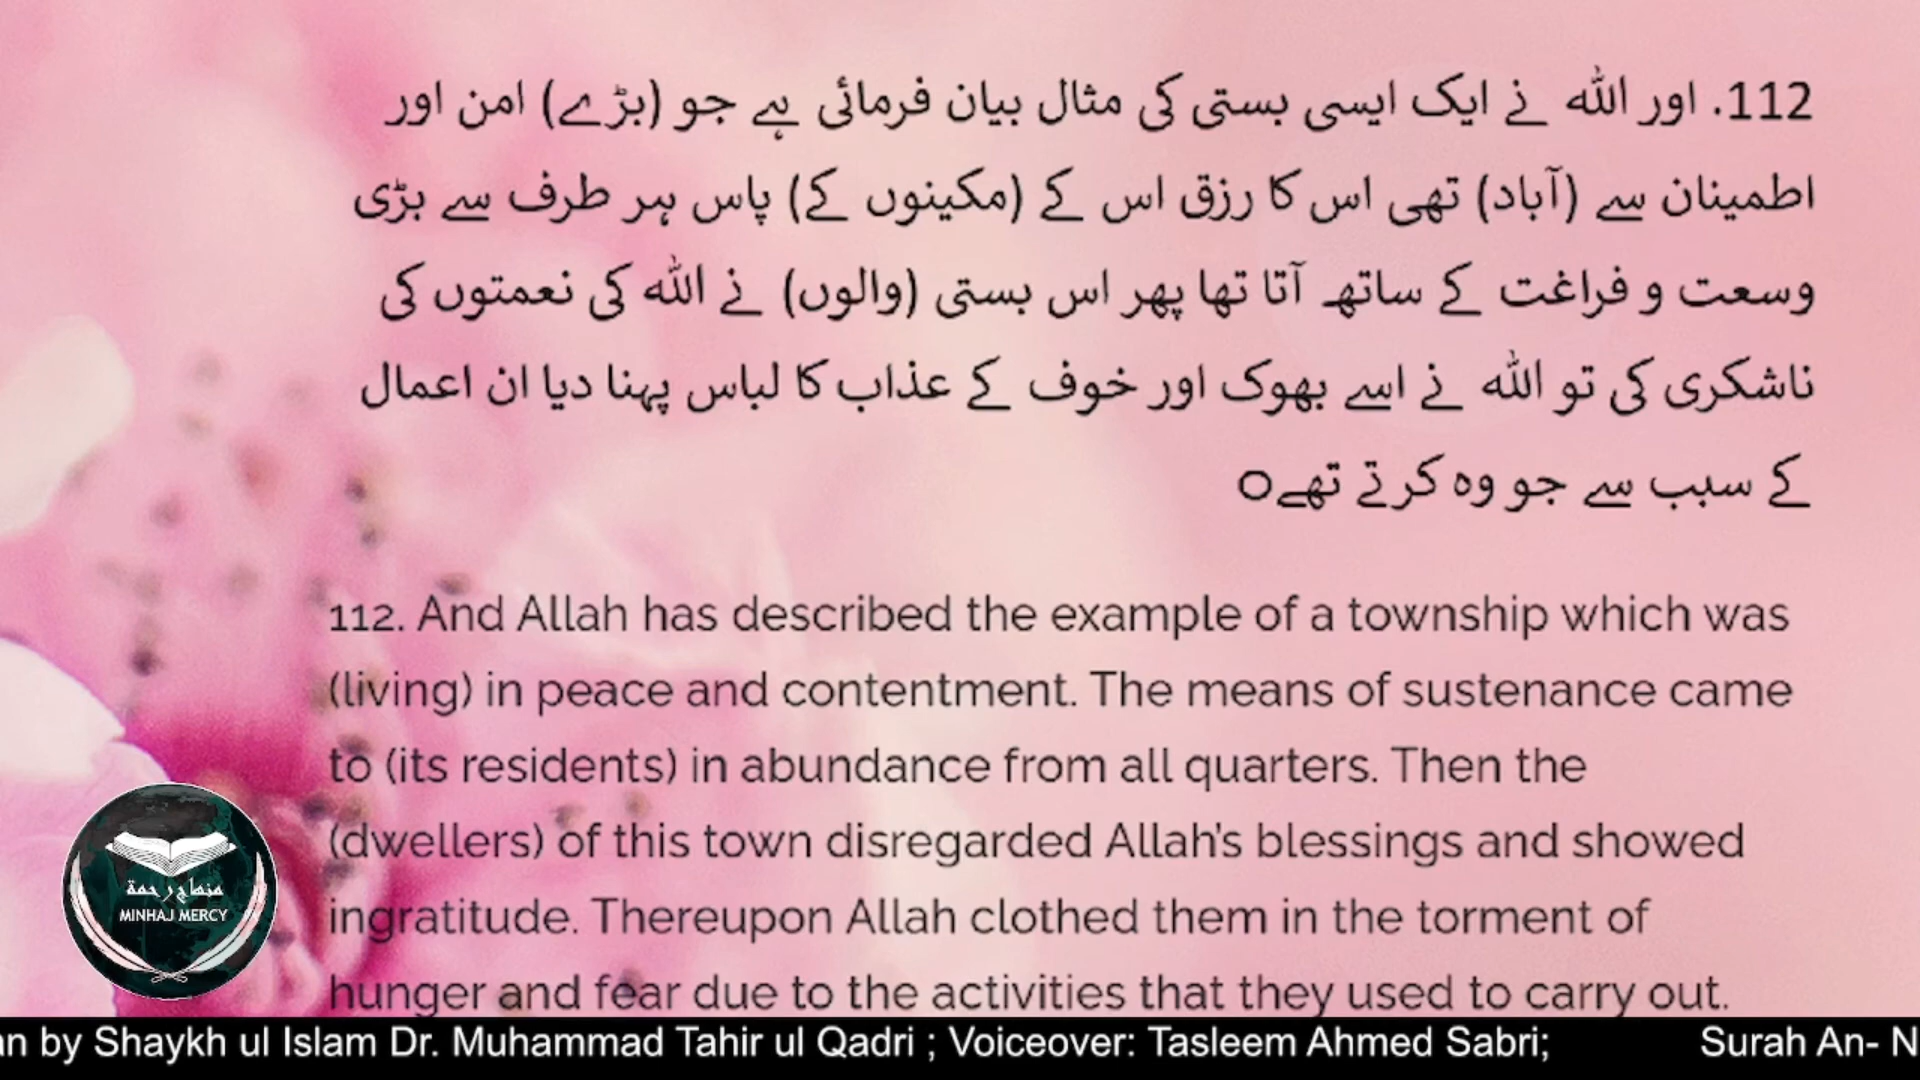 112. اور اللہ نے ایک ایسی بستی کی مثال بیان فرمائی ہے جو (بڑے) امن اور
اطمینان سے (آباد) تھی اس کا رزق اس کے (مکینوں کے) پاس ہر طرف سے بڑی
وسعت و فراغت کے ساتھ آتا تھا پھر اس بستی (والوں) نے اللہ کی نعمتوں کی
ناشکری کی تو اللہ نے اسے بھوک اور خوف کے عذاب کا لباس پہنا دیا ان اعمال
کے سبب سے جو وہ کرتے تھےo
112. And Allah has described the example of a township which was
(living) in peace and contentment. The means of sustenance came
to (its residents) in abundance from all quarters. Then the
(dwellers) of this town disregarded Allah's blessings and showed
ingratitude. Thereupon Allah clothed them in the torment of
hunger and fear due to the activities that they used to carry out.
منهاج رحمة
MINHAJ MERCY
an by Shaykh ul Islam Dr. Muhammad Tahir ul Qadri ; Voiceover: Tasleem Ahmed Sabri; Surah An- N